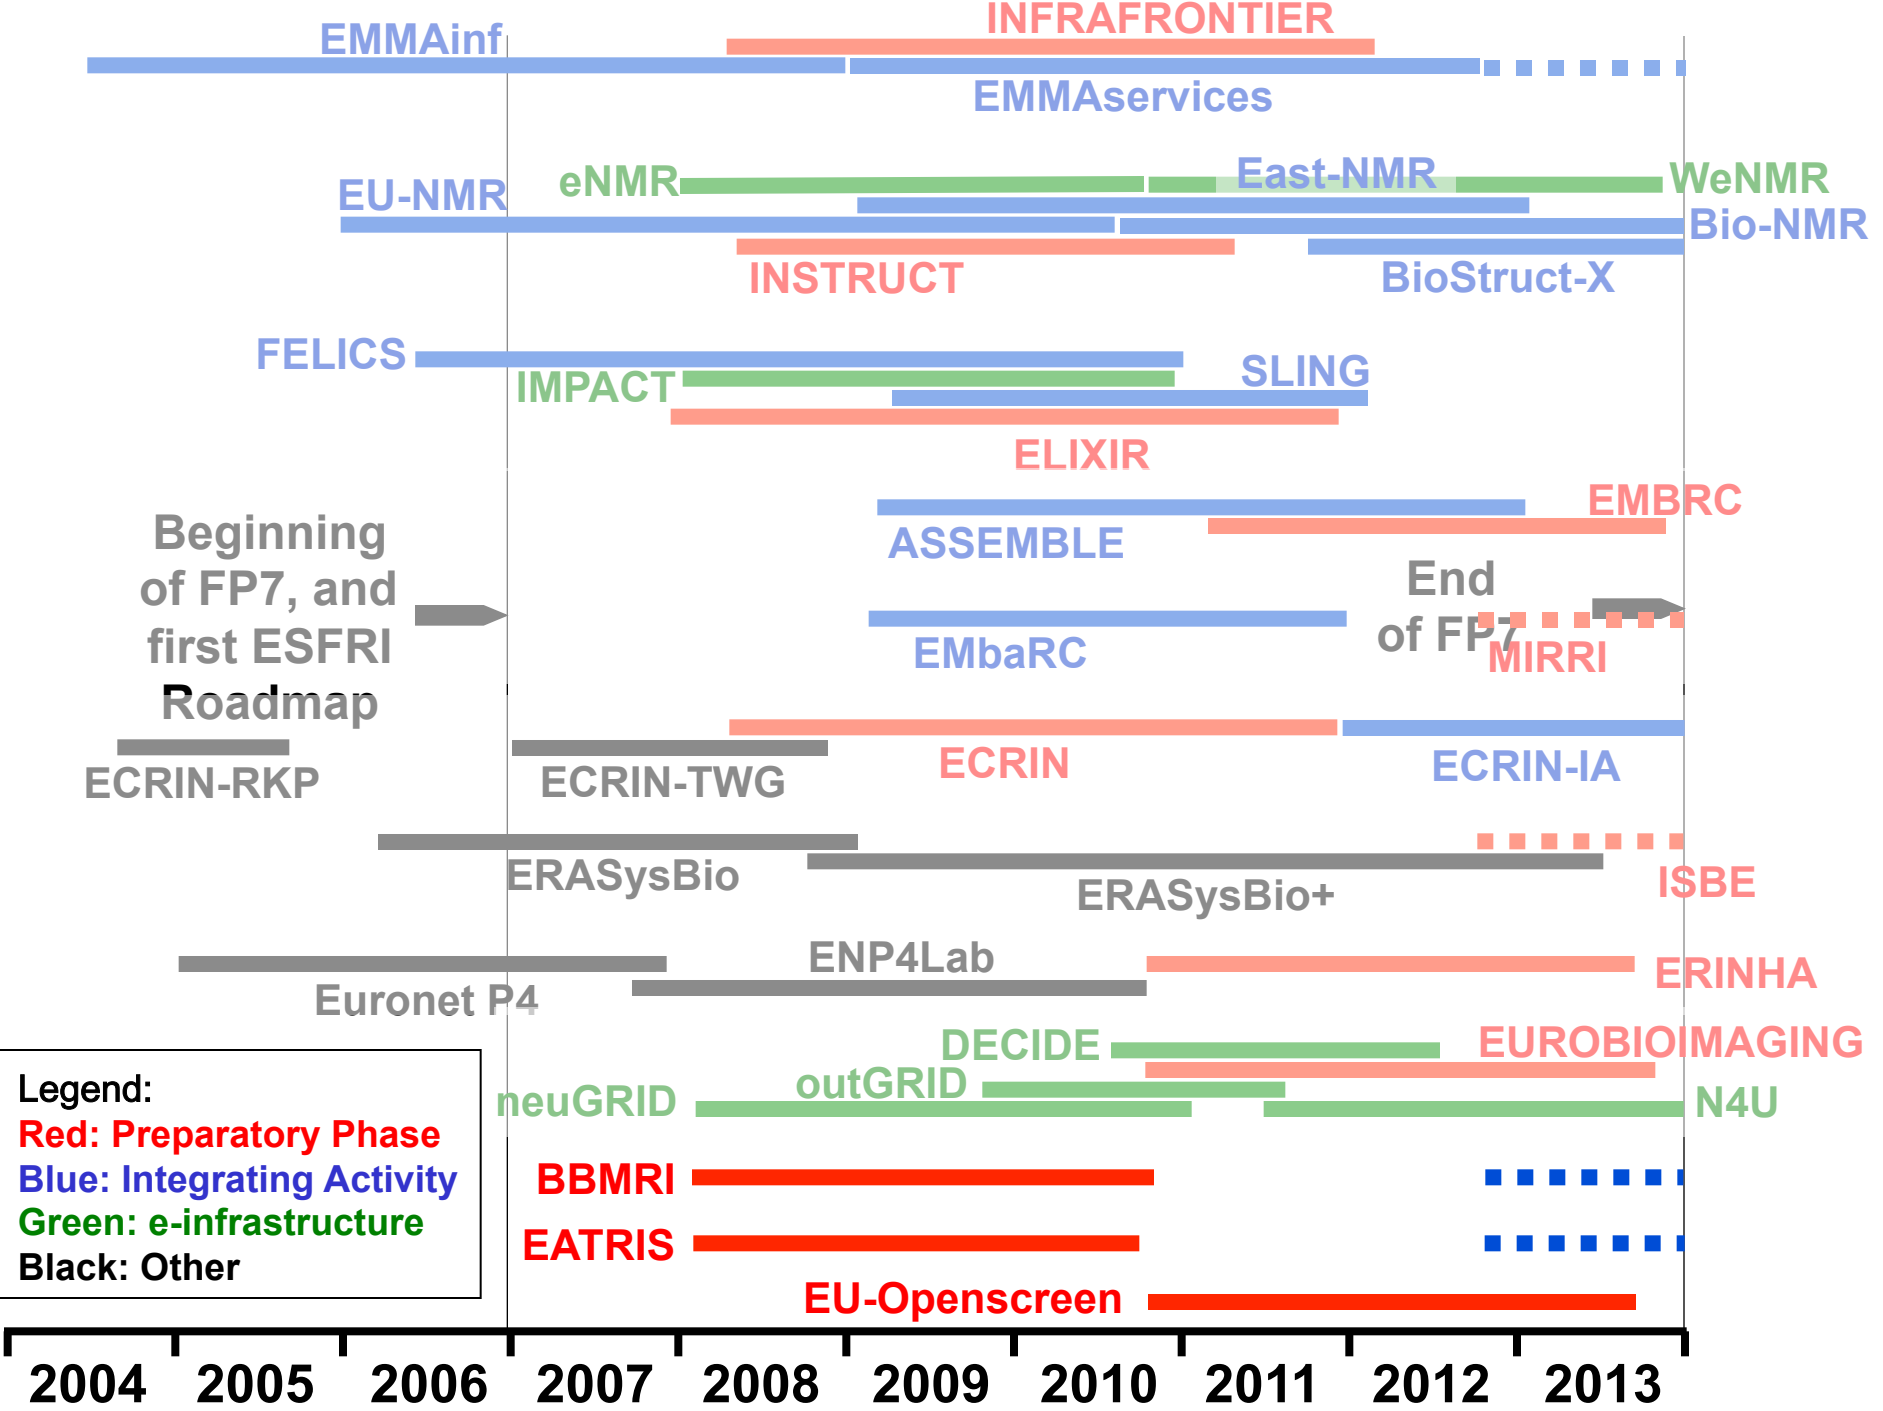 INFRAFRONTIER
EMMAinf
EMMAservices
East-NMR
eNMR
WeNMR
EU-NMR
Bio-NMR
INSTRUCT
BioStruct-X
FELICS
SLING
IMPACT
ELIXIR
EMBRC
ASSEMBLE
Beginning
of FP7, and
first ESFRI
Roadmap
End
of FP7
EMbaRC
MIRRI
ECRIN-RKP
ECRIN-TWG
ECRIN
ECRIN-IA
ERASysBio
ERASysBio+
ISBE
ENP4Lab
ERINHA
Euronet P4
DECIDE
EUROBIOIMAGING
outGRID
neuGRID
N4U
Legend:
Red: Preparatory Phase
Blue: Integrating Activity
Green: e-infrastructure
Black: Other
BBMRI
EATRIS
EU-Openscreen
2004 2005 2006 2007 2008 2009 2010 2011 2012 2013